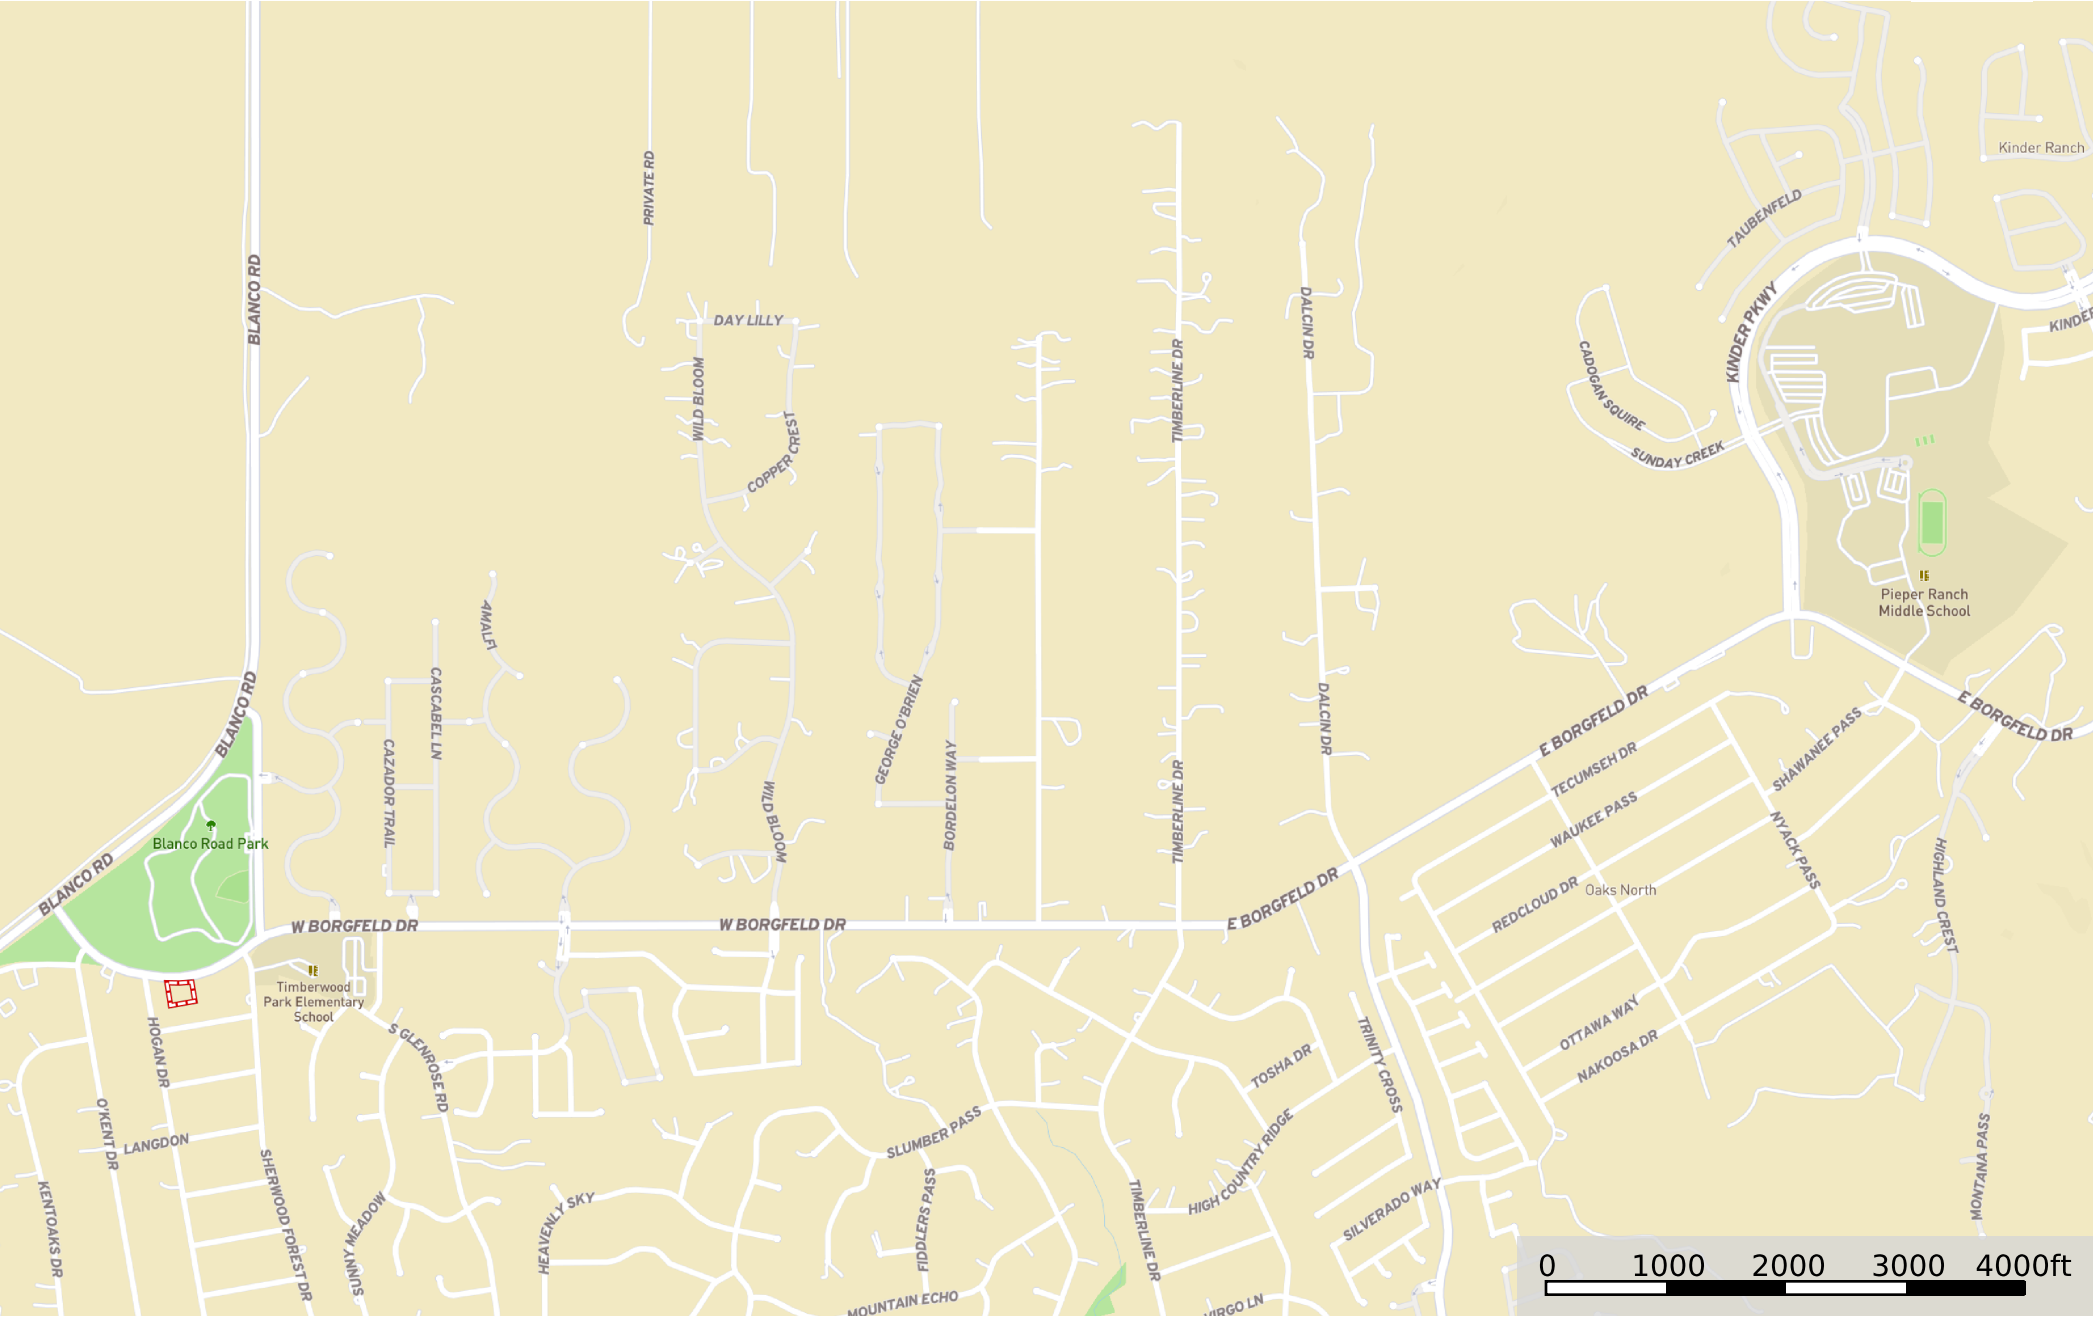 Kinder Ranch
PRIVATE RD
TAUBENFELD
BLANCO RD
DAY LILLY
DALCIN DR
KINDER PKWY
KINDER
WILD BLOOM
TIMBERLINE DR
CADOGAN SQUIRE
COPPER CREST
SUNDAY CREEK
Pieper Ranch
Middle School
AMALFI
CASCABEL LN
BLANCO RD
GEORGE O'BRIEN
DALCIN DR
E BORGFELD DR
E BORGFELD DR
CAZADOR TRAIL
BORDELON WAY
TIMBERLINE DR
TECUMSEH DR
SHAWANEE PASS
WILD BLOOM
WAUKEE PASS
NYACK PASS
Blanco Road Park
HIGHLAND CREST
BLANCO RD
REDCLOUD DR
Oaks North
W BORGFELD DR
W BORGFELD DR
E BORGFELD DR
Timberwood
Park Elementary
School
HOGAN DR
S GLENROSE RD
OTTAWA WAY
NAKOOSA DR
TOSHA DR
TRINITY CROSS
O'KENT DR
LANGDON
SLUMBER PASS
HIGH COUNTRY RIDGE
MONTANA PASS
KENTOAKS DR
SHERWOOD FOREST DR
SUNNY MEADOW
HEAVENLY SKY
FIDDLERS PASS
TIMBERLINE DR
SILVERADO WAY
MOUNTAIN ECHO
VIRGO LN
0 1000 2000 3000 4000ft